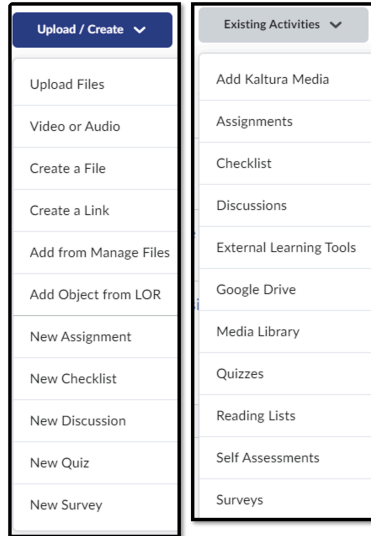 Upload / Create
Upload Files
Video or Audio
Create a File
Create a Link
Add from Manage Files
Add Object from LOR
New Assignment
New Checklist
New Discussion
New Quiz
New Survey
Existing Activities
Add Kaltura Media
Assignments
Checklist
Discussions
External Learning Tools
Google Drive
Media Library
Quizzes
Reading Lists
Self Assessments
Surveys